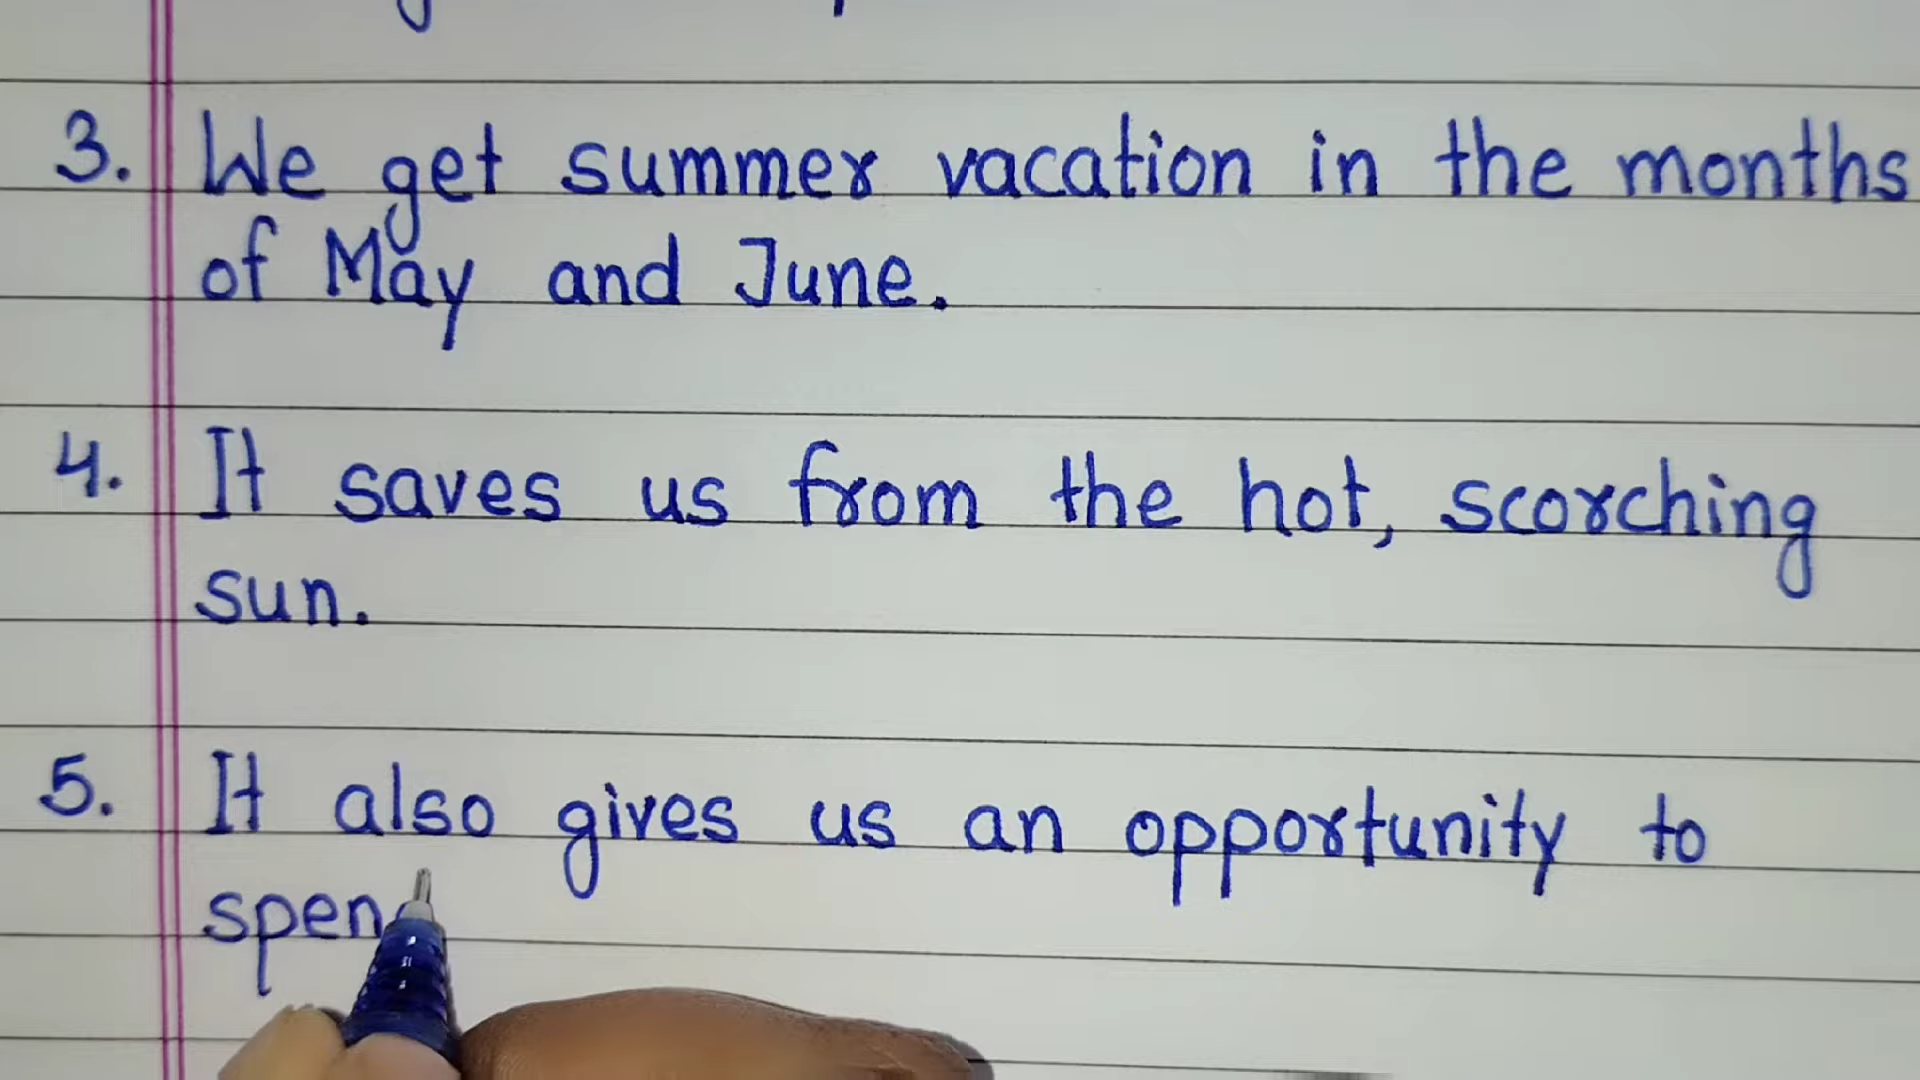 3. We get summer vacation in the months
of May and June.
4. It saves us from the hot, scorching
sun.
5. It also gives us an opportunity to